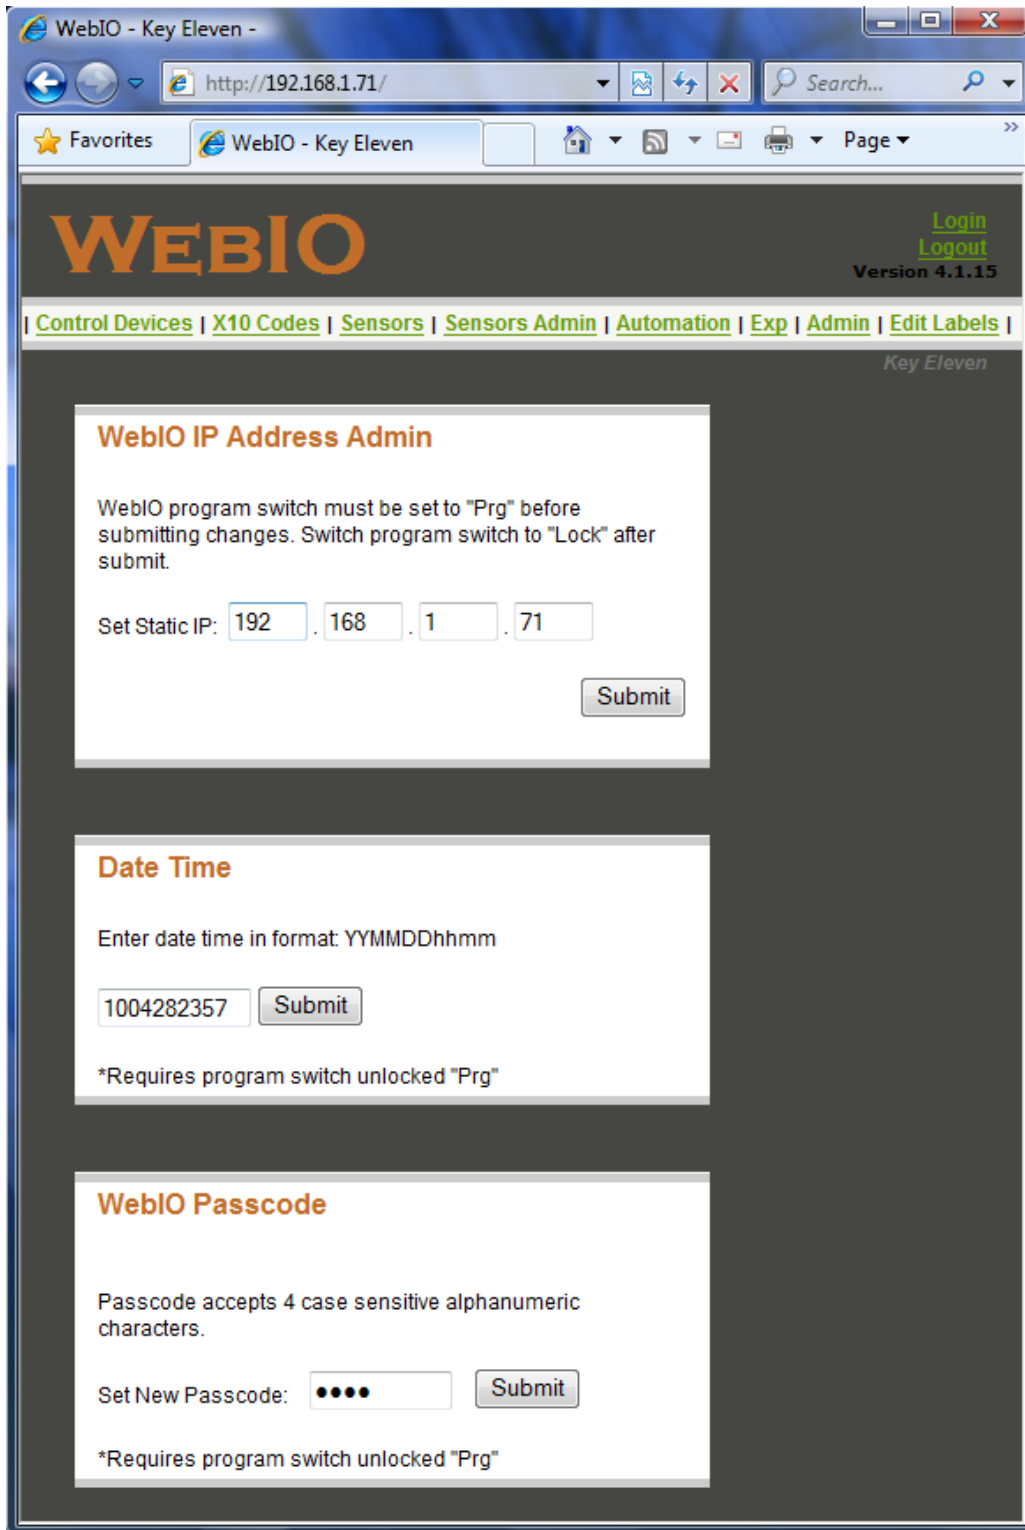 WebIO - Key Eleven -
http://192.168.1.71/
Search...
Favorites
WebIO - Key Eleven
Page
»
WEBIO
Login
Logout
Version 4.1.15
| Control Devices | X10 Codes | Sensors | Sensors Admin | Automation | Exp | Admin | Edit Labels |
Key Eleven
WebIO IP Address Admin
WebIO program switch must be set to "Prg" before
submitting changes. Switch program switch to "Lock" after
submit.
Set Static IP: 192 . 168 . 1 . 71
Submit
Date Time
Enter date time in format: YYMMDDhhmm
1004282357 Submit
*Requires program switch unlocked "Prg"
WebIO Passcode
Passcode accepts 4 case sensitive alphanumeric
characters.
Set New Passcode: •••• Submit
*Requires program switch unlocked "Prg"